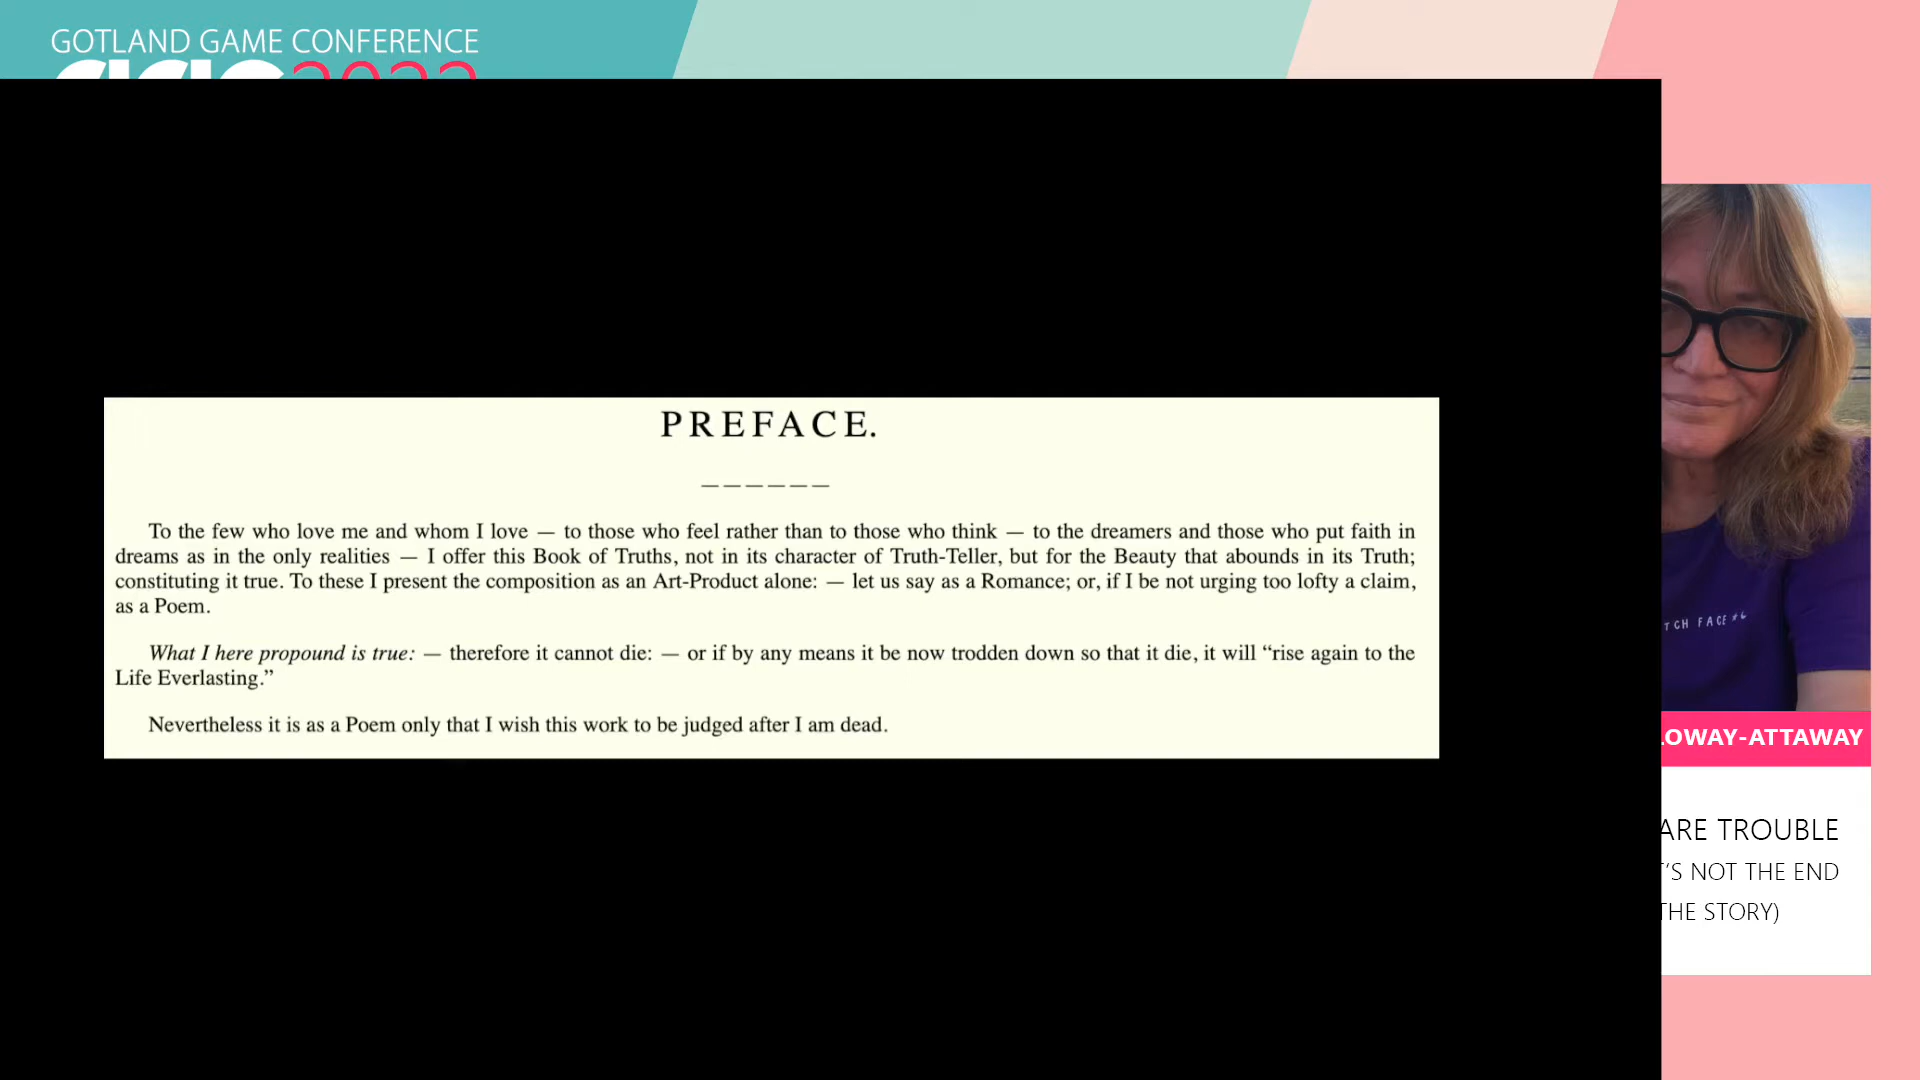 GOTLAND GAME CONFERENCE
PREFACE.
To the few who love me and whom I love — to those who feel rather than to those who think — to the dreamers and those who put faith in
dreams as in the only realities — I offer this Book of Truths, not in its character of Truth-Teller, but for the Beauty that abounds in its Truth;
constituting it true. To these I present the composition as an Art-Product alone: — let us say as a Romance; or, if I be not urging too lofty a claim,
as a Poem.
What I here propound is true: — therefore it cannot die: — or if by any means it be now trodden down so that it die, it will “rise again to the
Life Everlasting.”
Nevertheless it is as a Poem only that I wish this work to be judged after I am dead.
TCH FACE #6
LOWAY-ATTAWAY
ARE TROUBLE
T'S NOT THE END
THE STORY)